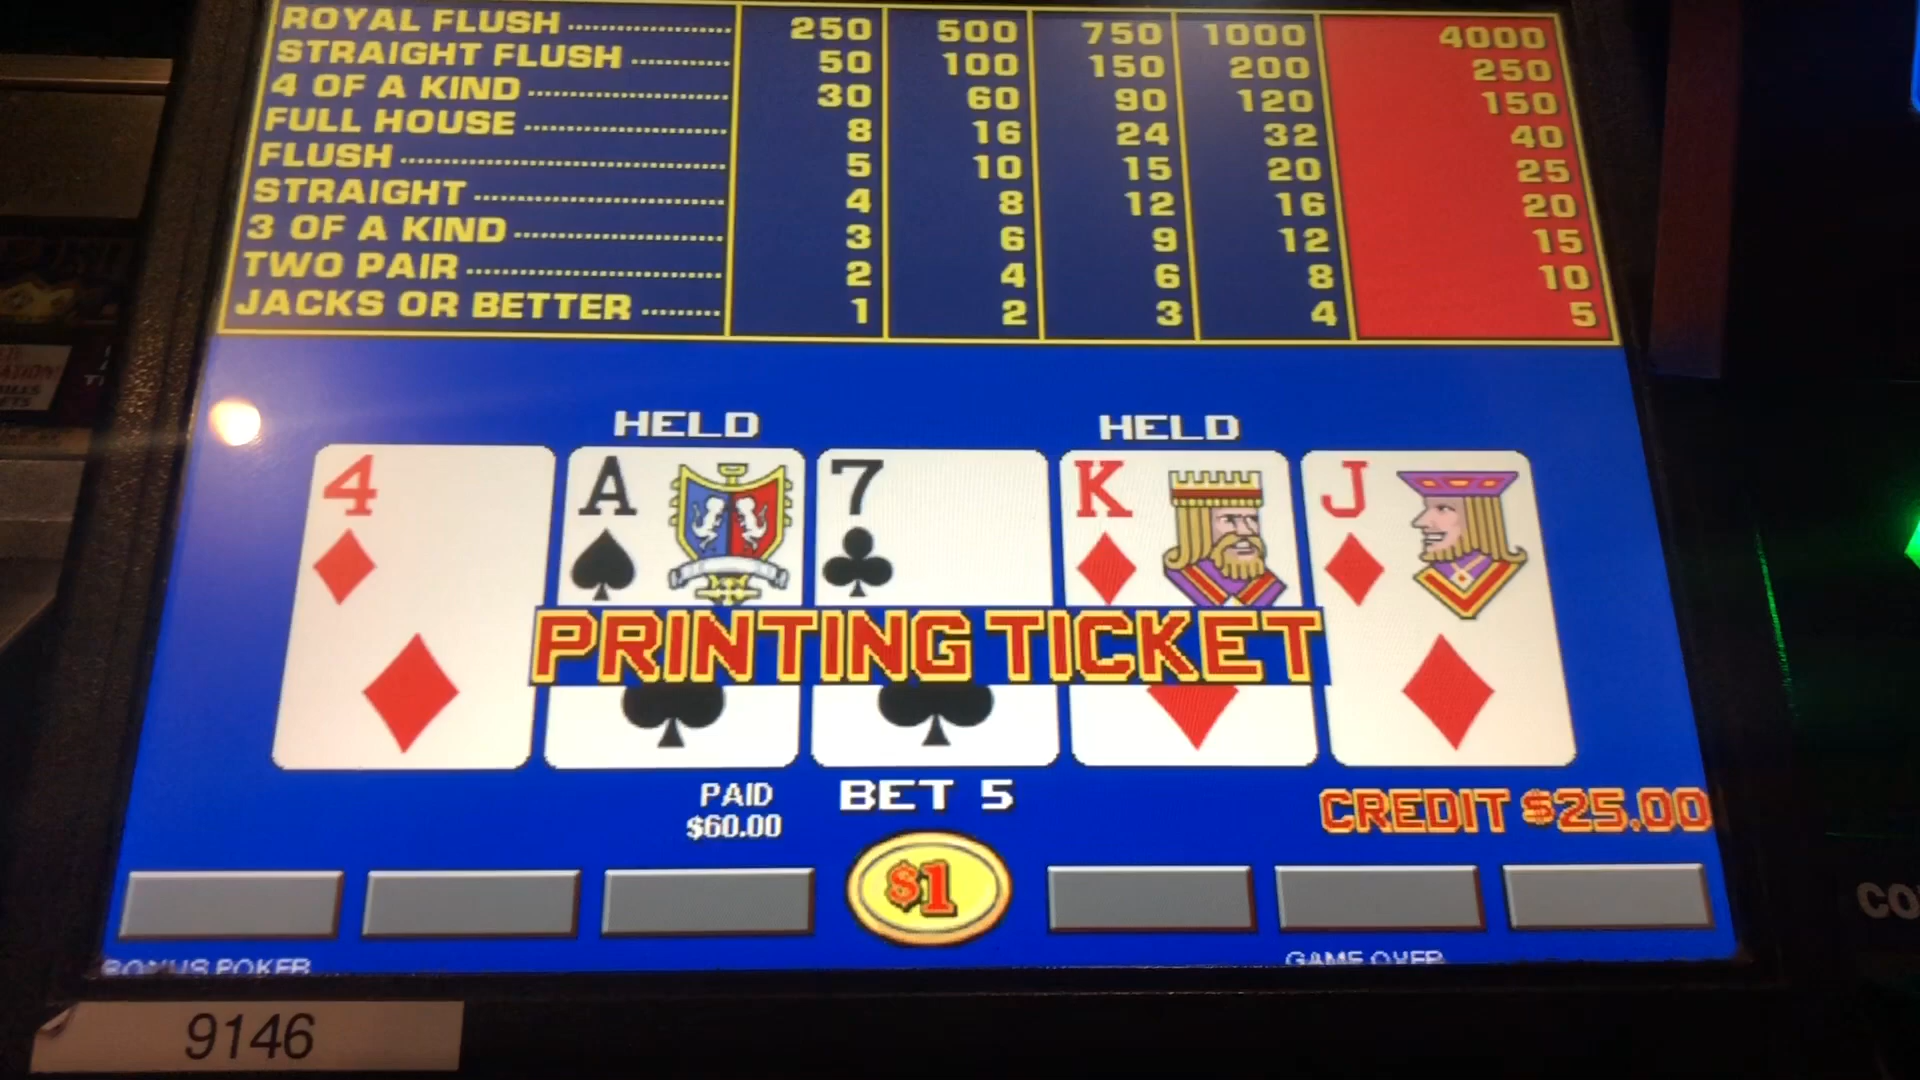 ROYAL FLUSH 250 500 750 1000 4000
STRAIGHT FLUSH 50 100 150 200 250
4 OF A KIND 30 60 90 120 150
FULL HOUSE 8 16 24 32 40
FLUSH 5 10 15 20 25
STRAIGHT 4 8 12 16 20
3 OF A KIND 3 6 9 12 15
TWO PAIR 2 4 6 8 10
JACKS OR BETTER 1 2 3 4 5
HELD HELD
4 A 7 K J
PRINTING TICKET
PAID
$60.00
BET 5
CREDIT $25.00
$1
BONUS POKER GAME OVER
9146
CO